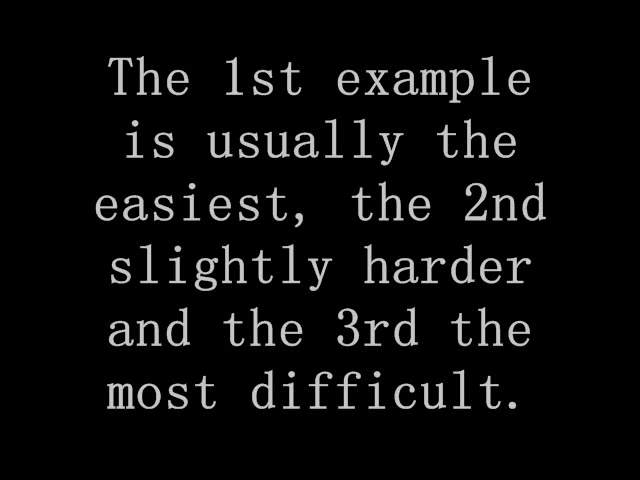 The 1st example
is usually the
easiest, the 2nd
slightly harder
and the 3rd the
most difficult.